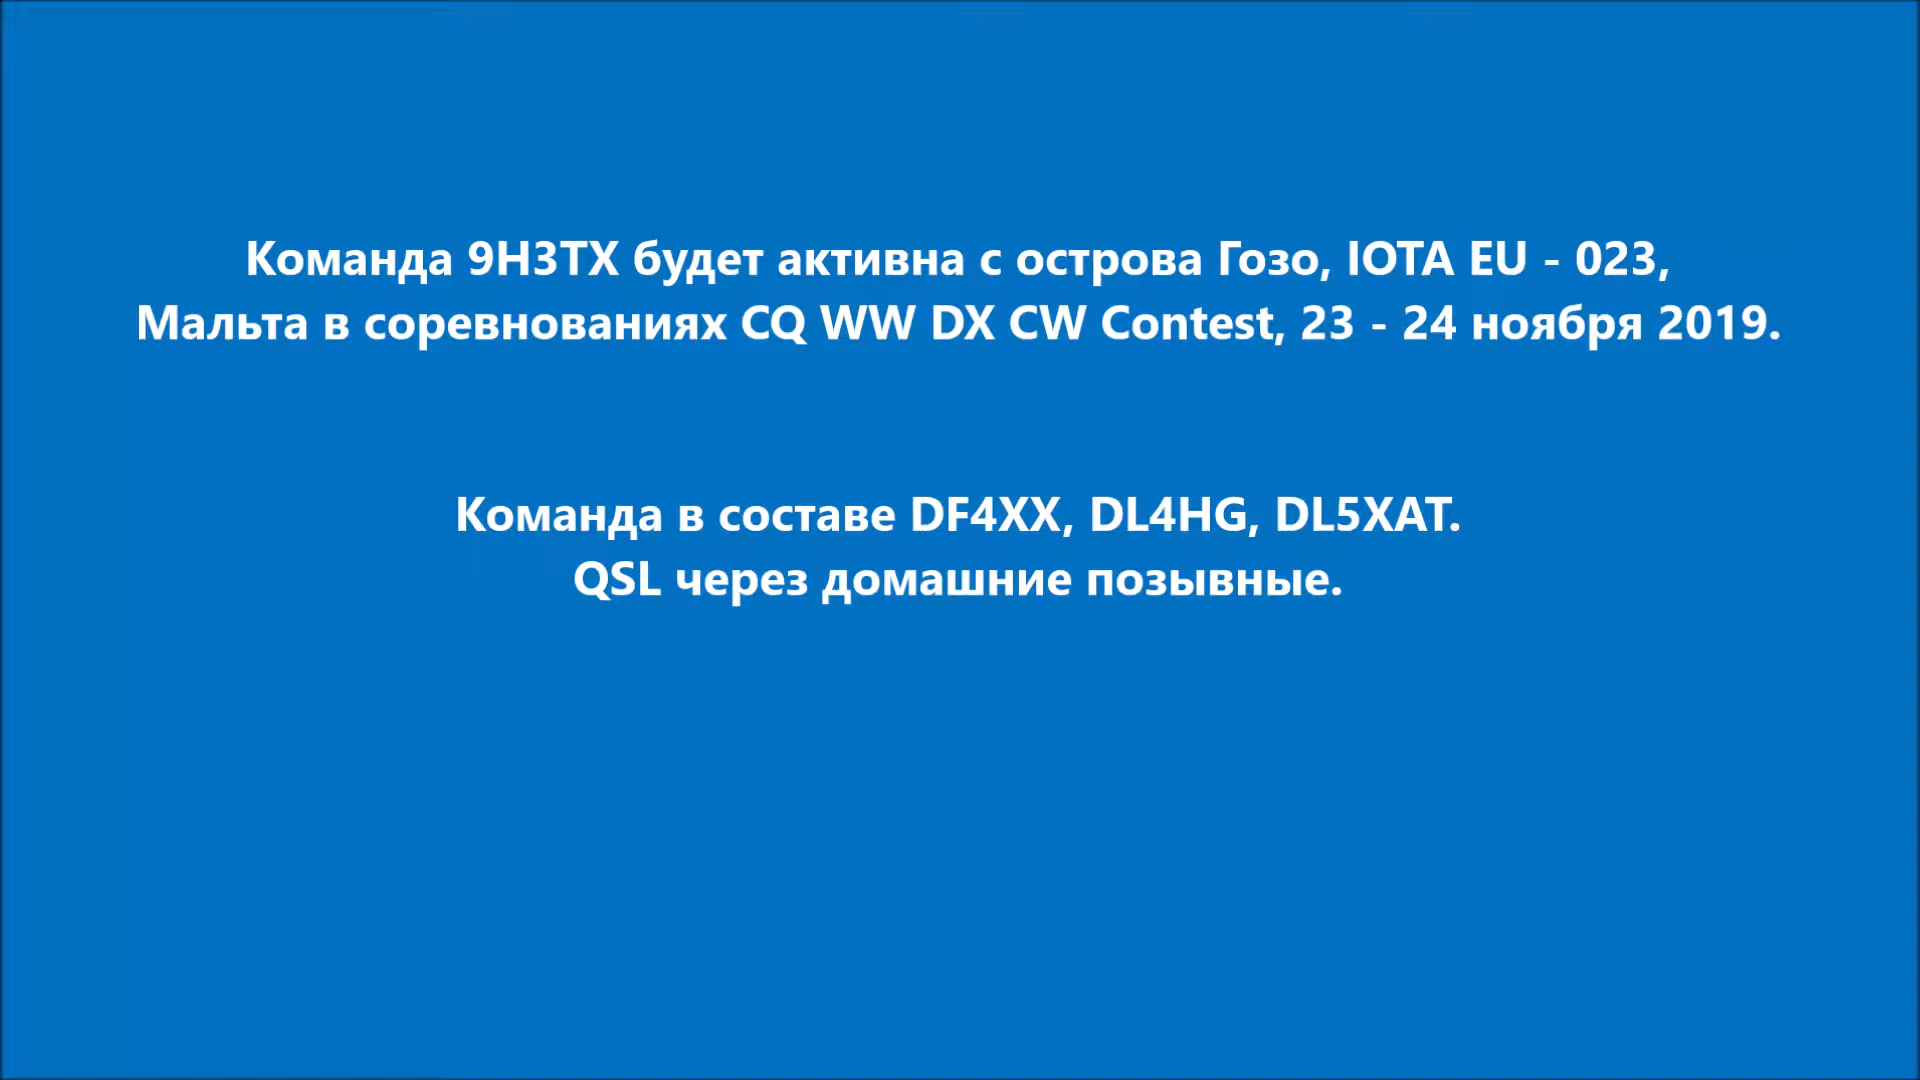 Команда 9H3TX будет активна с острова Гозо, IOTA EU - 023,
Мальта в соревнованиях CQ WW DX CW Contest, 23 - 24 ноября 2019.
Команда в составе DF4XX, DL4HG, DL5XAT.
QSL через домашние позывные.